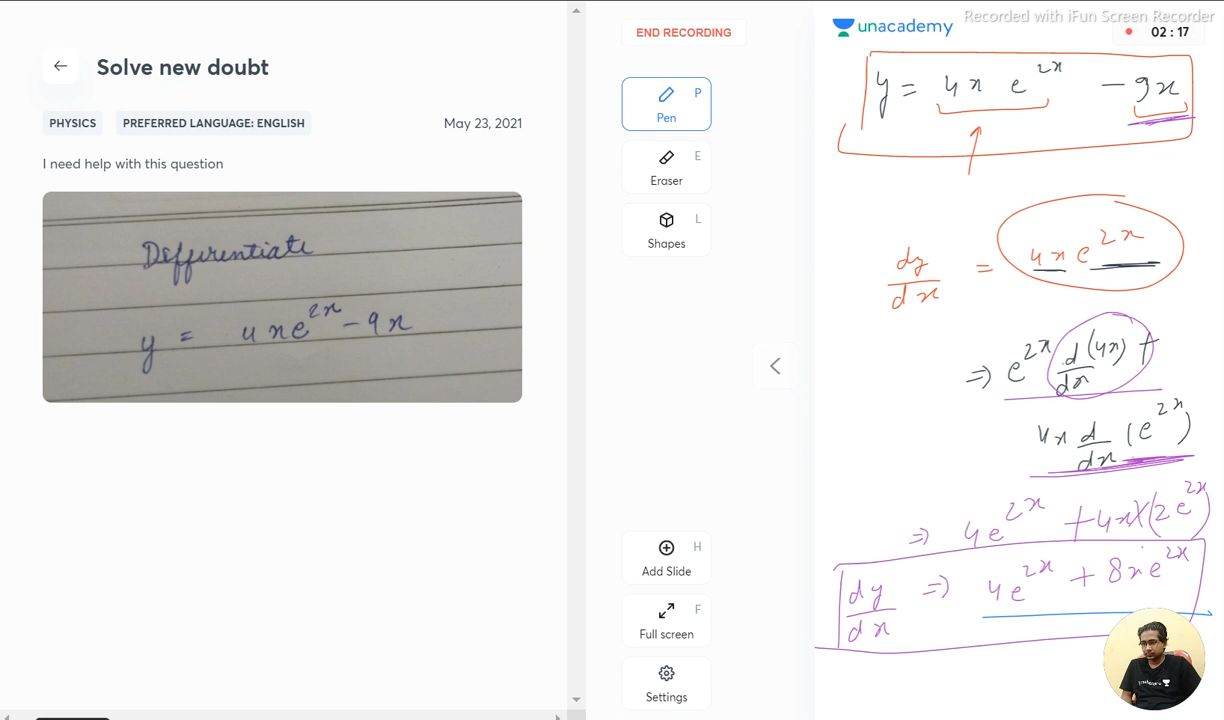 Recorded with iFun Screen Recorder
unacademy
02 : 17
END RECORDING
← Solve new doubt
PHYSICS PREFERRED LANGUAGE: ENGLISH May 23, 2021
I need help with this question
Differentiate
y = 4xe^2x - 9x
P
Pen
E
Eraser
L
Shapes
H
Add Slide
F
Full screen
Settings
y = 4x e^2x - 9x
dy/dx = 4x e^2x
=> e^2x d/dx (4x) +
4x d/dx (e^2x)
=> 4e^2x + 4x × (2e^2x)
dy/dx => 4e^2x + 8xe^2x